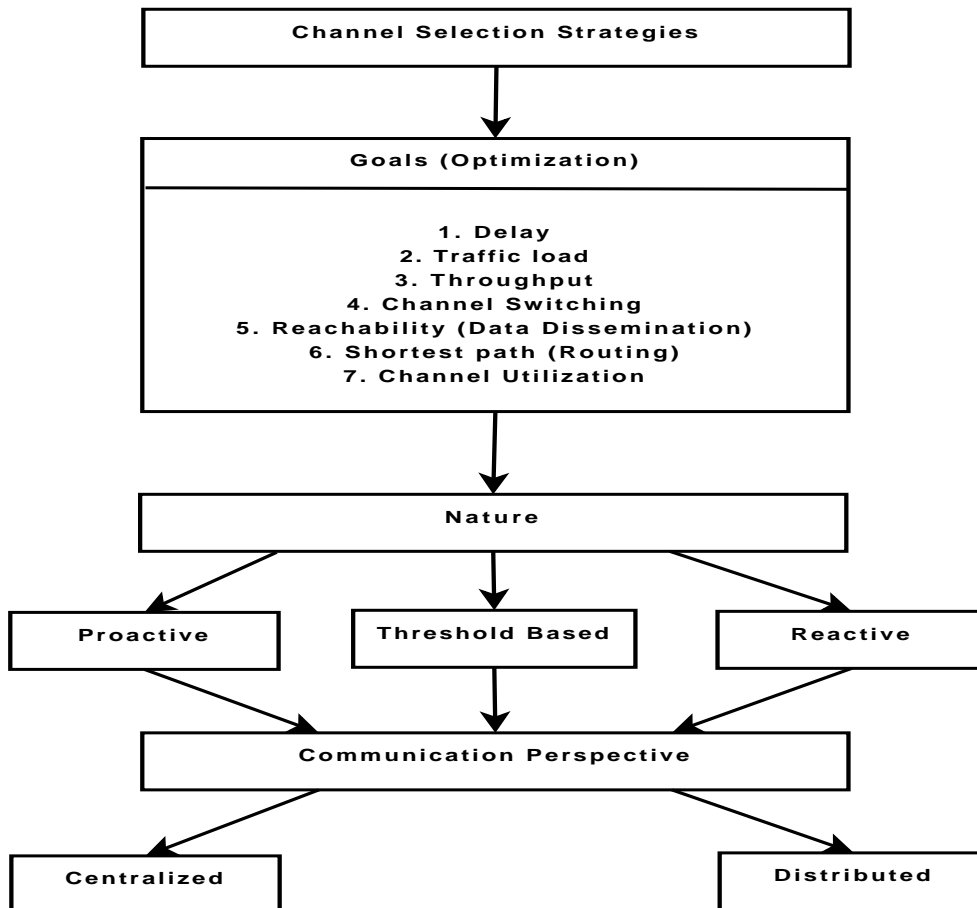 Channel Selection Strategies
Goals (Optimization)
1. Delay
2. Traffic load
3. Throughput
4. Channel Switching
5. Reachability (Data Dissemination)
6. Shortest path (Routing)
7. Channel Utilization
Nature
Proactive
Threshold Based
Reactive
Communication Perspective
Centralized
Distributed